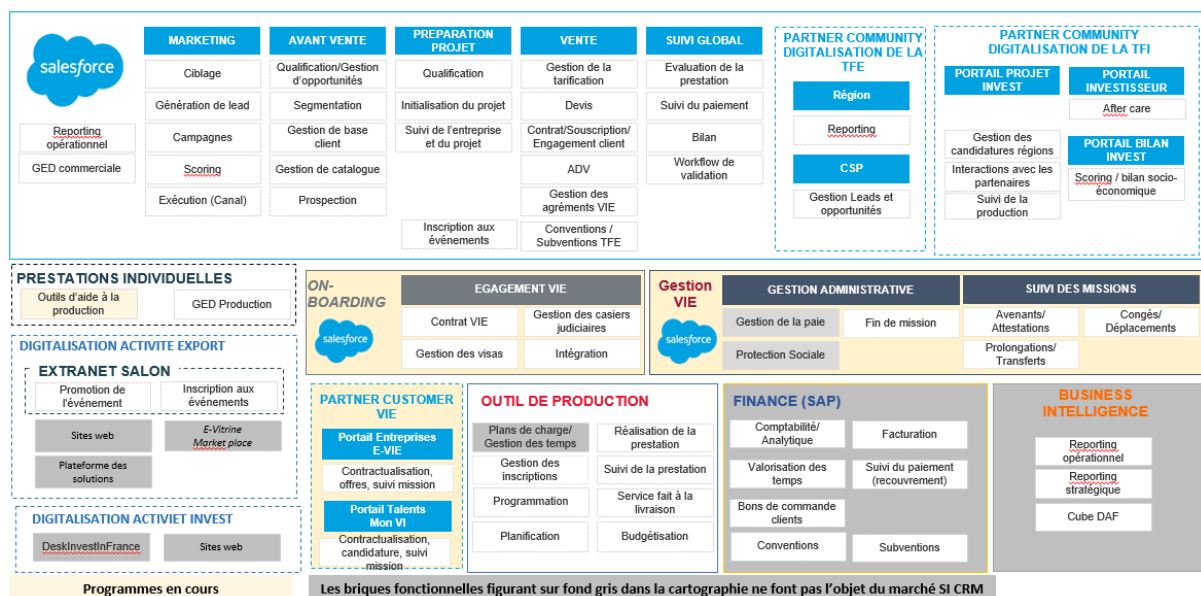 salesforce
Reporting
opérationnel
GED commerciale
MARKETING
Ciblage
Génération de lead
Campagnes
Scoring
Exécution (Canal)
AVANT VENTE
Qualification/Gestion
d'opportunités
Segmentation
Gestion de base
client
Gestion de catalogue
Prospection
PREPARATION
PROJET
Qualification
Initialisation du projet
Suivi de l'entreprise
et du projet
Inscription aux
événements
VENTE
Gestion de la
tarification
Devis
Contrat/Souscription/
Engagement client
ADV
Gestion des
agréments VIE
Conventions /
Subventions TFE
SUIVI GLOBAL
Evaluation de la
prestation
Suivi du paiement
Bilan
Workflow de
validation
PARTNER COMMUNITY
DIGITALISATION DE LA
TFE
Région
Reporting
CSP
Gestion Leads et
opportunités
PARTNER COMMUNITY
DIGITALISATION DE LA TFI
PORTAIL PROJET
INVEST
Gestion des
candidatures régions
Interactions avec les
partenaires
Suivi de la
production
PORTAIL
INVESTISSEUR
After care
PORTAIL BILAN
INVEST
Scoring / bilan socio-
économique
PRESTATIONS INDIVIDUELLES
Outils d'aide à la
production
GED Production
DIGITALISATION ACTIVITE EXPORT
EXTRANET SALON
Promotion de
l'événement
Inscription aux
événements
Sites web
E-Vitrine
Market place
Plateforme des
solutions
DIGITALISATION ACTIVIET INVEST
DeskInvestInFrance
Sites web
Programmes en cours
ON-
BOARDING
salesforce
EGAGEMENT VIE
Contrat VIE
Gestion des casiers
judiciaires
Gestion des visas
Intégration
Gestion
VIE
salesforce
GESTION ADMINISTRATIVE
Gestion de la paie
Fin de mission
Protection Sociale
SUIVI DES MISSIONS
Avenants/
Attestations
Congés/
Déplacements
Prolongations/
Transferts
PARTNER CUSTOMER
VIE
Portail Entreprises
E-VIE
Contractualisation,
offres, suivi mission
Portail Talents
Mon VI
Contractualisation,
candidature, suivi
mission
OUTIL DE PRODUCTION
Plans de charge/
Gestion des temps
Réalisation de la
prestation
Gestion des
inscriptions
Suivi de la prestation
Programmation
Service fait à la
livraison
Planification
Budgétisation
FINANCE (SAP)
Comptabilité/
Analytique
Facturation
Valorisation des
temps
Suivi du paiement
(recouvrement)
Bons de commande
clients
Conventions
Subventions
BUSINESS
INTELLIGENCE
Reporting
opérationnel
Reporting
stratégique
Cube DAF
Les briques fonctionnelles figurant sur fond gris dans la cartographie ne font pas l'objet du marché SI CRM